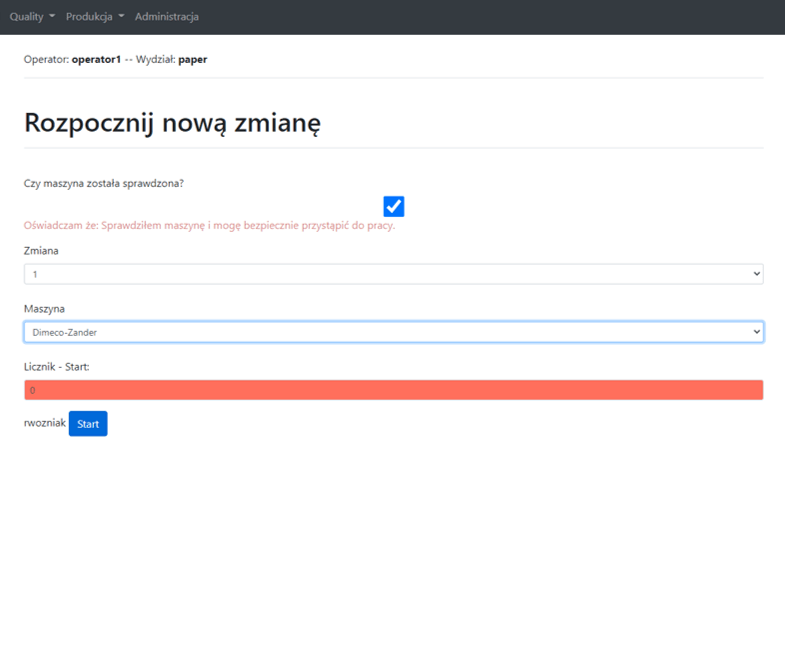 Quality Produkcja Administracja
Operator: operator1 -- Wydział: paper
Rozpocznij nową zmianę
Czy maszyna została sprawdzona?
Oświadczam że: Sprawdziłem maszynę i mogę bezpiecznie przystąpić do pracy.
Zmiana
1
Maszyna
Dimeco-Zander
Licznik - Start:
0
rwozniak Start